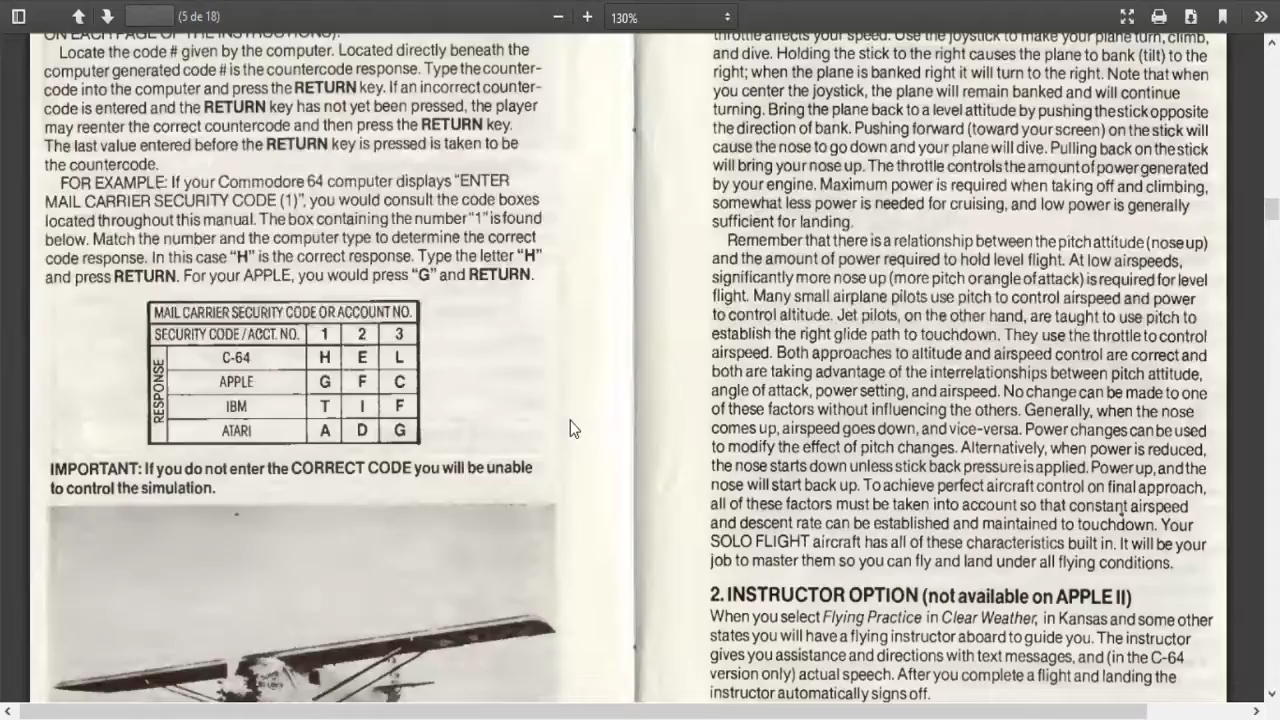 (5 de 18)
130%
ON EACH PAGE OF THE INSTRUCTIONS).
Locate the code # given by the computer. Located directly beneath the
computer generated code # is the countercode response. Type the counter-
code into the computer and press the RETURN key. If an incorrect counter-
code is entered and the RETURN key has not yet been pressed, the player
may reenter the correct countercode and then press the RETURN key.
The last value entered before the RETURN key is pressed is taken to be
the countercode.
FOR EXAMPLE: If your Commodore 64 computer displays "ENTER
MAIL CARRIER SECURITY CODE (1)", you would consult the code boxes
located throughout this manual. The box containing the number "1" is found
below. Match the number and the computer type to determine the correct
code response. In this case "H" is the correct response. Type the letter "H"
and press RETURN. For your APPLE, you would press "G" and RETURN.
MAIL CARRIER SECURITY CODE OR ACCOUNT NO.
SECURITY CODE/ACCT. NO. 1 2 3
RESPONSE
C-64 H E L
APPLE G F C
IBM T I F
ATARI A D G
IMPORTANT: If you do not enter the CORRECT CODE you will be unable
to control the simulation.
throttle affects your speed. Use the joystick to make your plane turn, climb,
and dive. Holding the stick to the right causes the plane to bank (tilt) to the
right; when the plane is banked right it will turn to the right. Note that when
you center the joystick, the plane will remain banked and will continue
turning. Bring the plane back to a level attitude by pushing the stick opposite
the direction of bank. Pushing forward (toward your screen) on the stick will
cause the nose to go down and your plane will dive. Pulling back on the stick
will bring your nose up. The throttle controls the amount of power generated
by your engine. Maximum power is required when taking off and climbing,
somewhat less power is needed for cruising, and low power is generally
sufficient for landing.
Remember that there is a relationship between the pitch attitude (nose up)
and the amount of power required to hold level flight. At low airspeeds,
significantly more nose up (more pitch or angle of attack) is required for level
flight. Many small airplane pilots use pitch to control airspeed and power
to control altitude. Jet pilots, on the other hand, are taught to use pitch to
establish the right glide path to touchdown. They use the throttle to control
airspeed. Both approaches to altitude and airspeed control are correct and
both are taking advantage of the interrelationships between pitch attitude,
angle of attack, power setting, and airspeed. No change can be made to one
of these factors without influencing the others. Generally, when the nose
comes up, airspeed goes down, and vice-versa. Power changes can be used
to modify the effect of pitch changes. Alternatively, when power is reduced,
the nose starts down unless stick back pressure is applied. Power up, and the
nose will start back up. To achieve perfect aircraft control on final approach,
all of these factors must be taken into account so that constant airspeed
and descent rate can be established and maintained to touchdown. Your
SOLO FLIGHT aircraft has all of these characteristics built in. It will be your
job to master them so you can fly and land under all flying conditions.
2. INSTRUCTOR OPTION (not available on APPLE II)
When you select Flying Practice in Clear Weather, in Kansas and some other
states you will have a flying instructor aboard to guide you. The instructor
gives you assistance and directions with text messages, and (in the C-64
version only) actual speech. After you complete a flight and landing the
instructor automatically signs off.